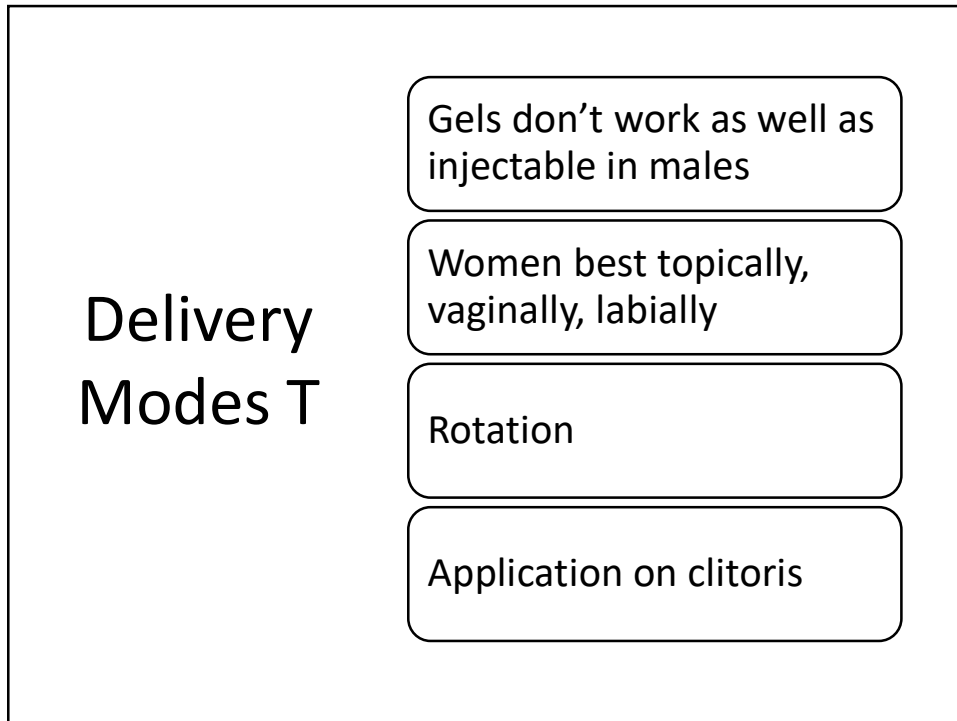 Delivery
Modes T
Gels don’t work as well as
injectable in males
Women best topically,
vaginally, labially
Rotation
Application on clitoris